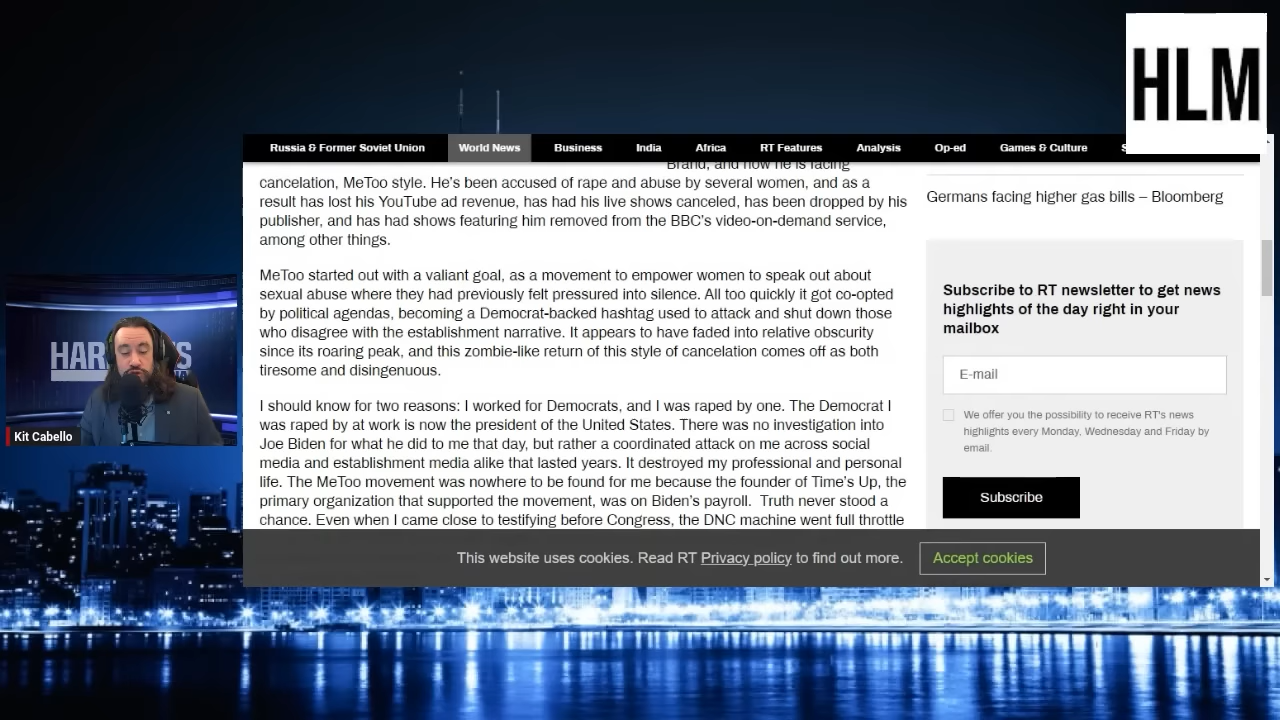 HLM
Russia & Former Soviet Union World News Business India Africa RT Features Analysis Op-ed Games & Culture
Brand, and now he is facing
cancelation, MeToo style. He's been accused of rape and abuse by several women, and as a
result has lost his YouTube ad revenue, has had his live shows canceled, has been dropped by his
publisher, and has had shows featuring him removed from the BBC's video-on-demand service,
among other things.
MeToo started out with a valiant goal, as a movement to empower women to speak out about
sexual abuse where they had previously felt pressured into silence. All too quickly it got co-opted
by political agendas, becoming a Democrat-backed hashtag used to attack and shut down those
who disagree with the establishment narrative. It appears to have faded into relative obscurity
since its roaring peak, and this zombie-like return of this style of cancelation comes off as both
tiresome and disingenuous.
I should know for two reasons: I worked for Democrats, and I was raped by one. The Democrat I
was raped by at work is now the president of the United States. There was no investigation into
Joe Biden for what he did to me that day, but rather a coordinated attack on me across social
media and establishment media alike that lasted years. It destroyed my professional and personal
life. The MeToo movement was nowhere to be found for me because the founder of Time's Up, the
primary organization that supported the movement, was on Biden's payroll. Truth never stood a
chance. Even when I came close to testifying before Congress, the DNC machine went full throttle
Germans facing higher gas bills – Bloomberg
Subscribe to RT newsletter to get news
highlights of the day right in your
mailbox
E-mail
We offer you the possibility to receive RT's news
highlights every Monday, Wednesday and Friday by
email.
Subscribe
This website uses cookies. Read RT Privacy policy to find out more. Accept cookies
Kit Cabello